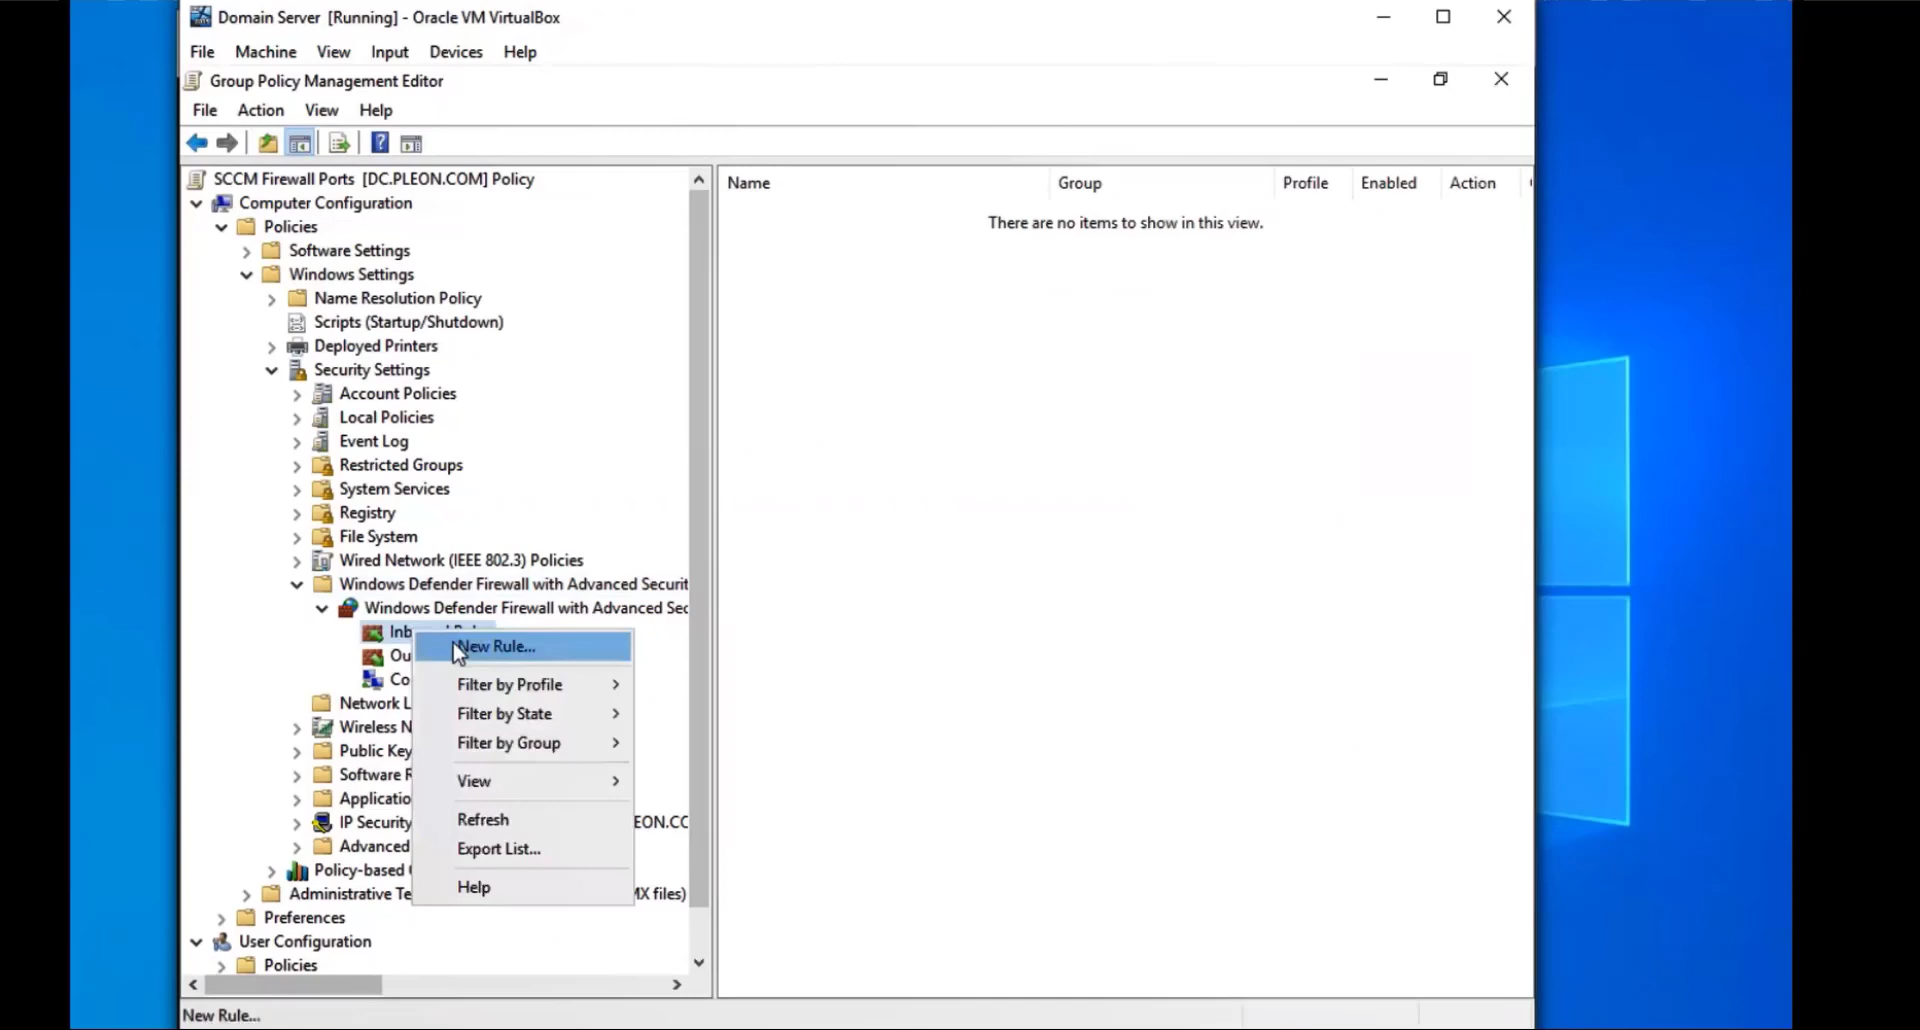 Domain Server [Running] - Oracle VM VirtualBox
File Machine View Input Devices Help
Group Policy Management Editor
File Action View Help
SCCM Firewall Ports [DC.PLEON.COM] Policy
Computer Configuration
Policies
Software Settings
Windows Settings
Name Resolution Policy
Scripts (Startup/Shutdown)
Deployed Printers
Security Settings
Account Policies
Local Policies
Event Log
Restricted Groups
System Services
Registry
File System
Wired Network (IEEE 802.3) Policies
Windows Defender Firewall with Advanced Securit
Windows Defender Firewall with Advanced Sec
Inb
Ou
Co
Network L
Wireless N
Public Key
Software R
Applicatio
IP Security EON.CC
Advanced
Policy-based
Administrative Te MX files)
Preferences
User Configuration
Policies
New Rule...
Filter by Profile
Filter by State
Filter by Group
View
Refresh
Export List...
Help
Name Group Profile Enabled Action
There are no items to show in this view.
New Rule...